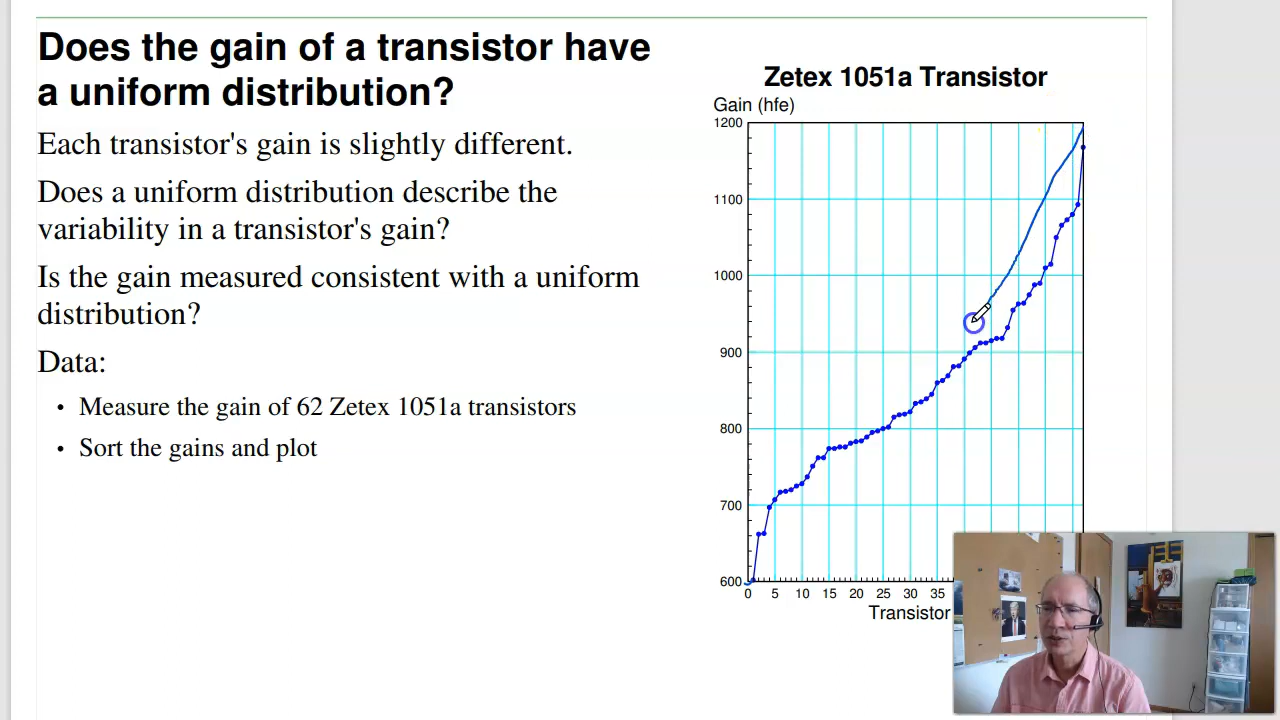 Does the gain of a transistor have
a uniform distribution?
Each transistor's gain is slightly different.
Does a uniform distribution describe the
variability in a transistor's gain?
Is the gain measured consistent with a uniform
distribution?
Data:
• Measure the gain of 62 Zetex 1051a transistors
• Sort the gains and plot
Zetex 1051a Transistor
Gain (hfe)
1200
1100
1000
900
800
700
600
0 5 10 15 20 25 30 35
Transistor